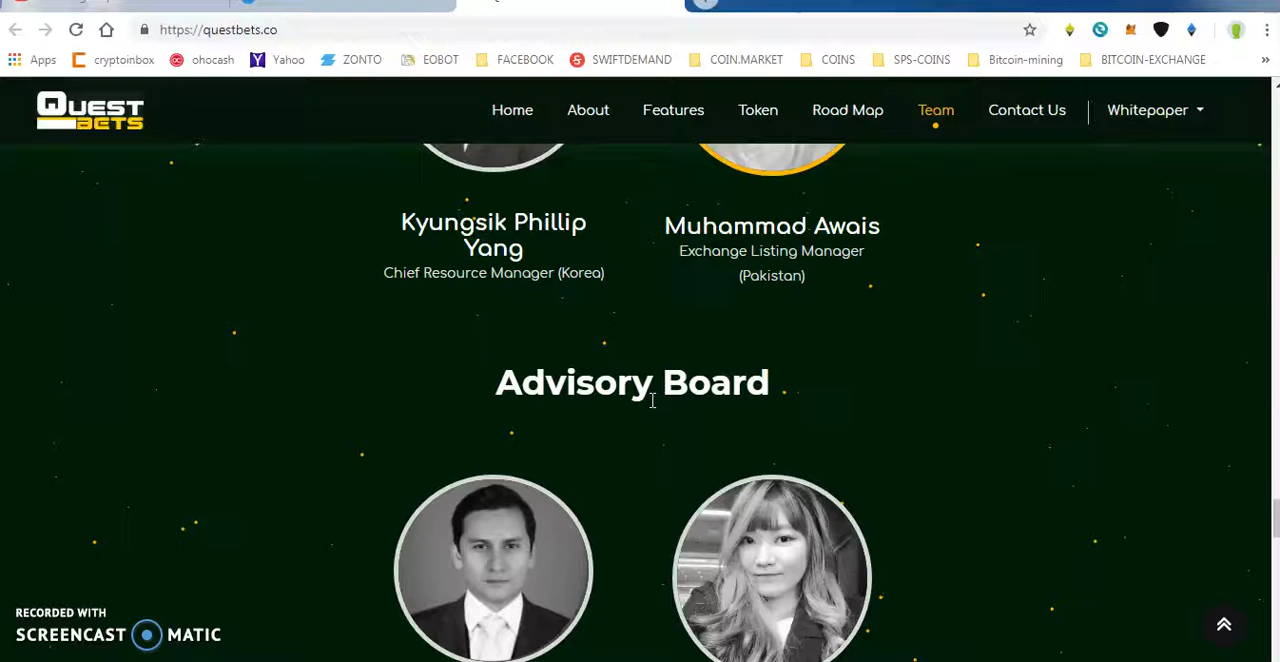 https://questbets.co
Apps cryptoinbox ohocash Yahoo ZONTO EOBOT FACEBOOK SWIFTDEMAND COIN.MARKET COINS SPS-COINS Bitcoin-mining BITCOIN-EXCHANGE »
QUEST
BETS
Home About Features Token Road Map Team Contact Us Whitepaper
Kyungsik Phillip
Yang
Chief Resource Manager (Korea)
Muhammad Awais
Exchange Listing Manager
(Pakistan)
Advisory Board
RECORDED WITH
SCREENCAST MATIC